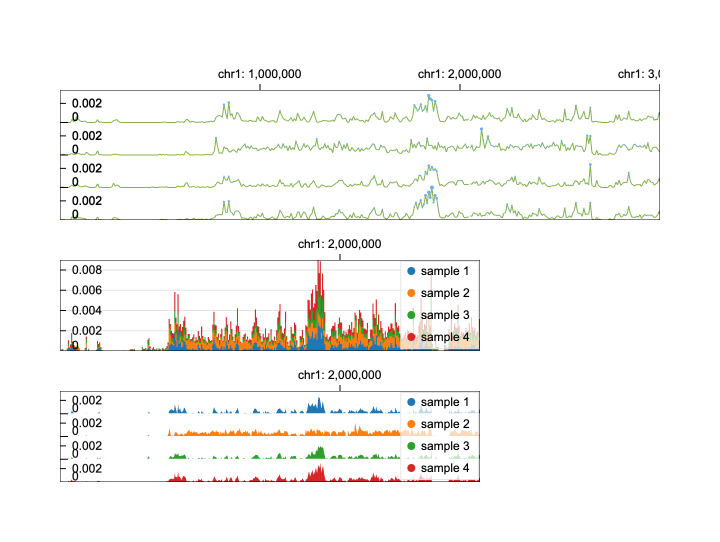 chr1: 1,000,000 chr1: 2,000,000 chr1: 3,0
0.002
0
0.002
0
0.002
0
0.002
0
chr1: 2,000,000
0.008 sample 1
sample 2
0.004 sample 3
0.002 sample 4
0
chr1: 2,000,000
0.002 sample 1
0
0.002 sample 2
0
0.002 sample 3
0
0.002 sample 4
0